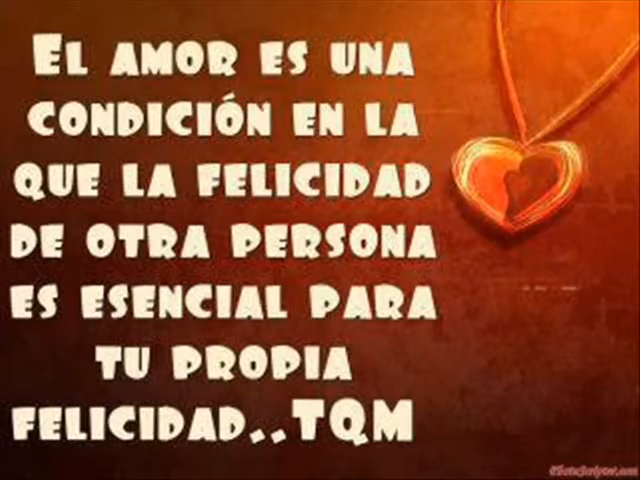 EL AMOR ES UNA
CONDICIÓN EN LA
QUE LA FELICIDAD
DE OTRA PERSONA
ES ESENCIAL PARA
TU PROPIA
FELICIDAD..TQM